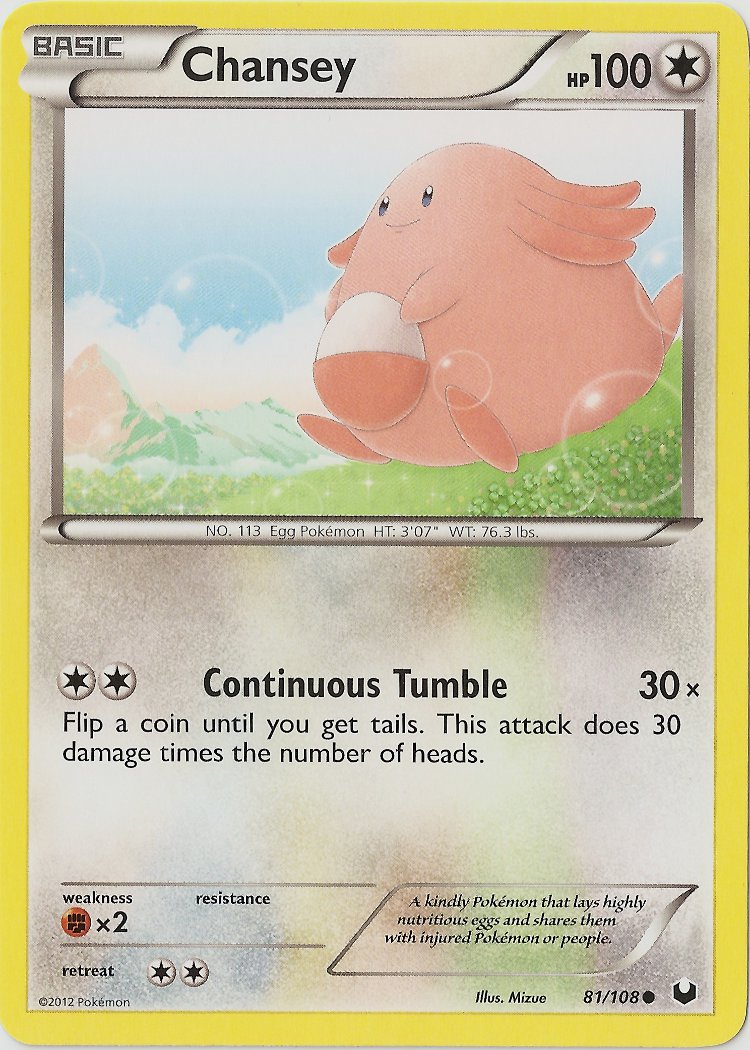 BASIC
Chansey
HP100
NO. 113 Egg Pokémon HT: 3'07" WT: 76.3 lbs.
Continuous Tumble 30×
Flip a coin until you get tails. This attack does 30
damage times the number of heads.
weakness resistance
×2
A kindly Pokémon that lays highly
nutritious eggs and shares them
with injured Pokémon or people.
retreat
©2012 Pokémon
Illus. Mizue 81/108